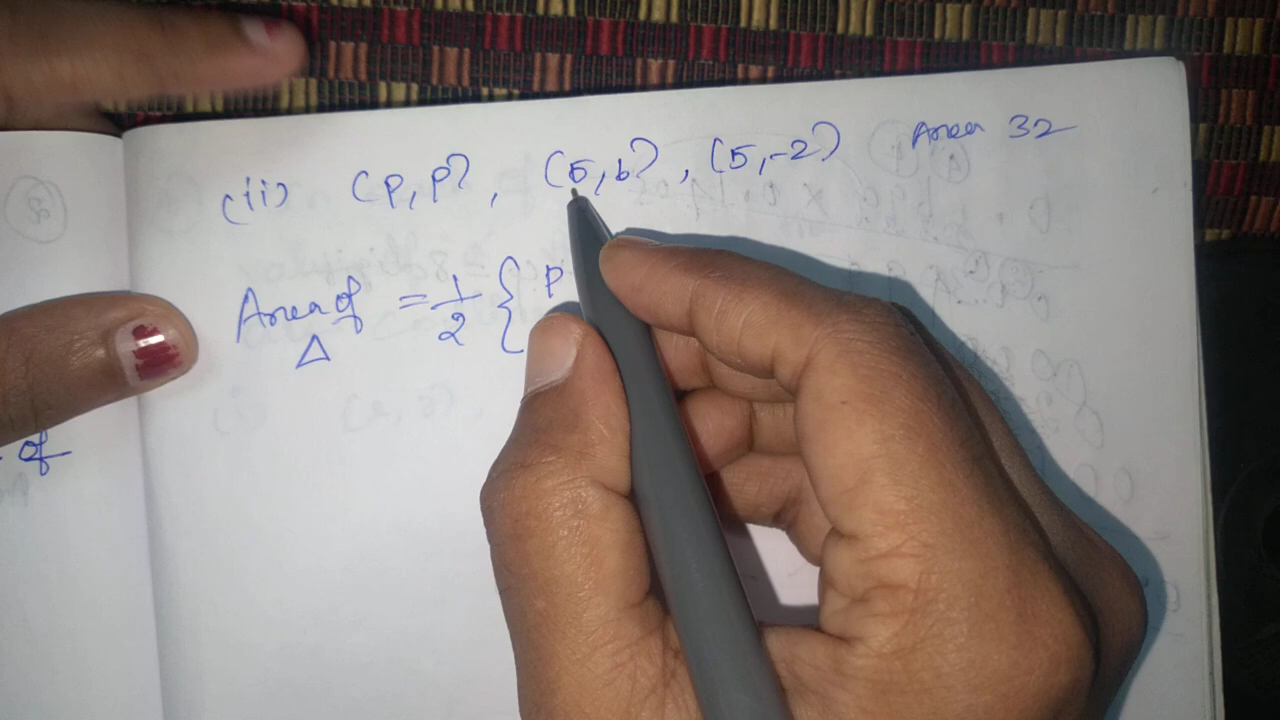 (ii) (p, p), (5, 6), (5, -2) Area 32
Area of = 1/2 { p
Δ
of